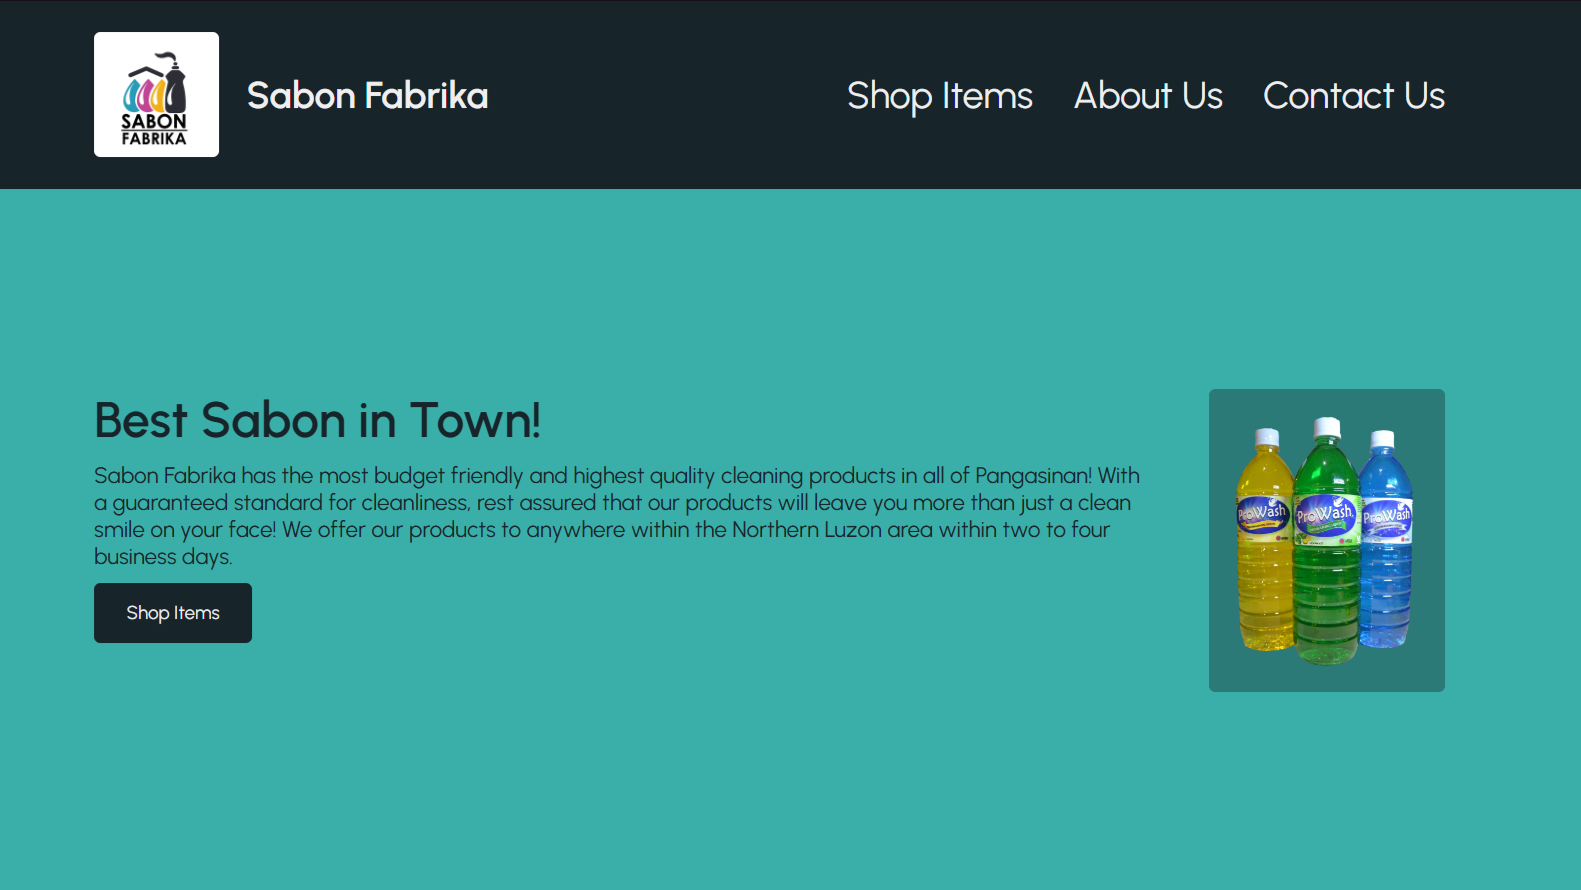 SABON
FABRIKA
Sabon Fabrika
Shop Items
About Us
Contact Us
Best Sabon in Town!
Sabon Fabrika has the most budget friendly and highest quality cleaning products in all of Pangasinan! With
a guaranteed standard for cleanliness, rest assured that our products will leave you more than just a clean
smile on your face! We offer our products to anywhere within the Northern Luzon area within two to four
business days.
Shop Items
ProWash
ProWash
ProWash